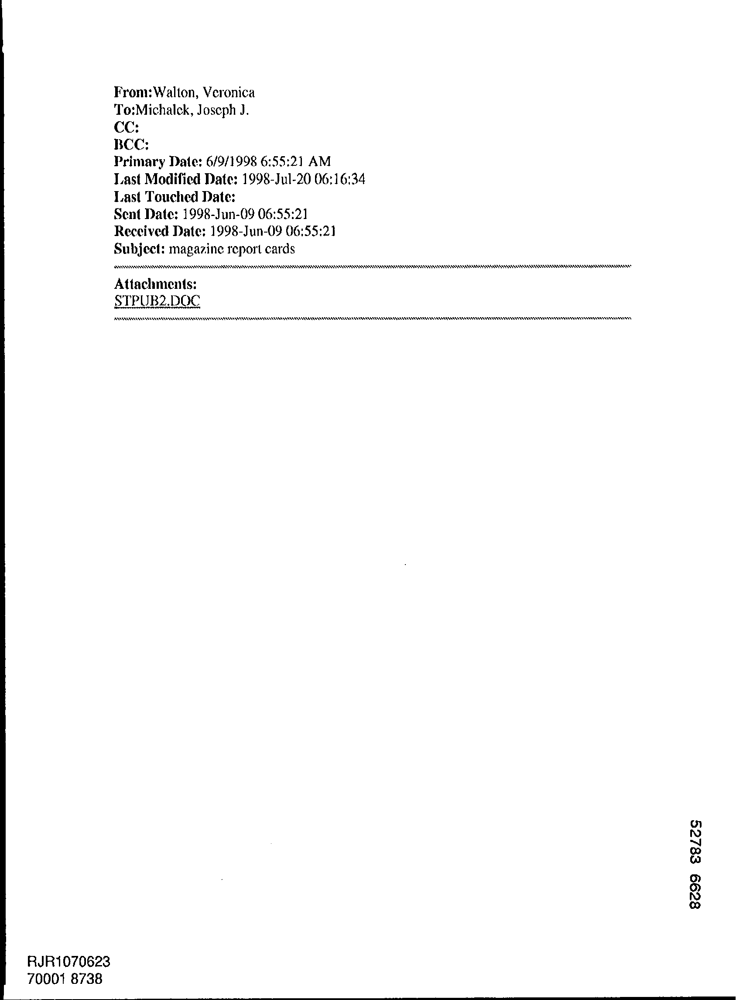 From:Walton, Veronica
To:Michalek, Joseph J.
CC:
BCC:
Primary Date: 6/9/1998 6:55:21 AM
Last Modified Date: 1998-Jul-20 06:16:34
Last Touched Date:
Sent Date: 1998-Jun-09 06:55:21
Received Date: 1998-Jun-09 06:55:21
Subject: magazine report cards
Attachments:
STPUB2.DOC
52783 6628
RJR1070623
70001 8738